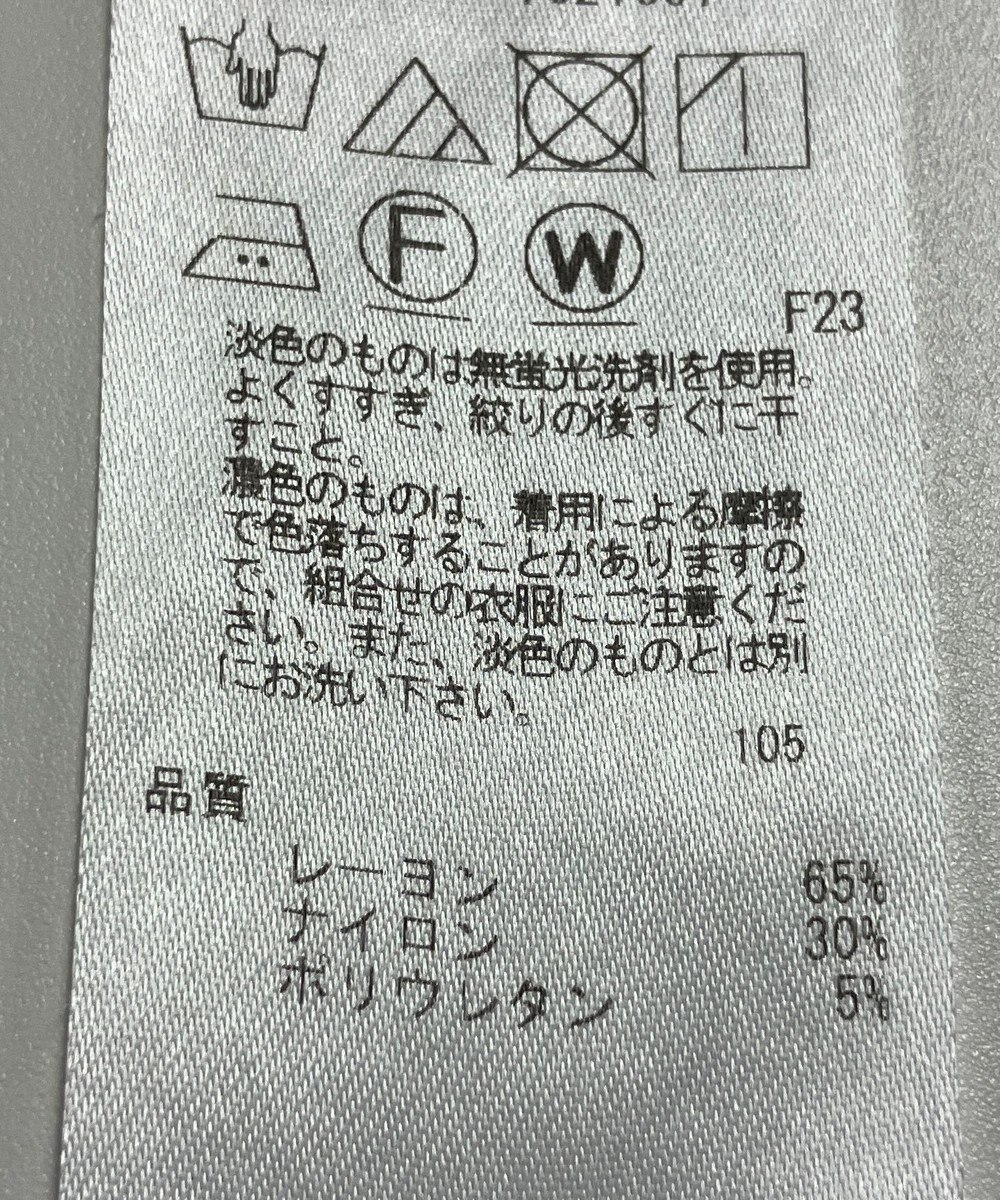 F
W
F23
淡色のものは無蛍光洗剤を使用。
よくすすぎ、絞りの後すぐに干
すこと。
濃色のものは、着用による摩擦
で色落ちすることがありますの
で、組合せの衣服にご注意くだ
さい。また、淡色のものとは別
にお洗い下さい。
105
品質
レーヨン 65%
ナイロン 30%
ポリウレタン 5%